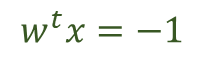 wᵗx = −1